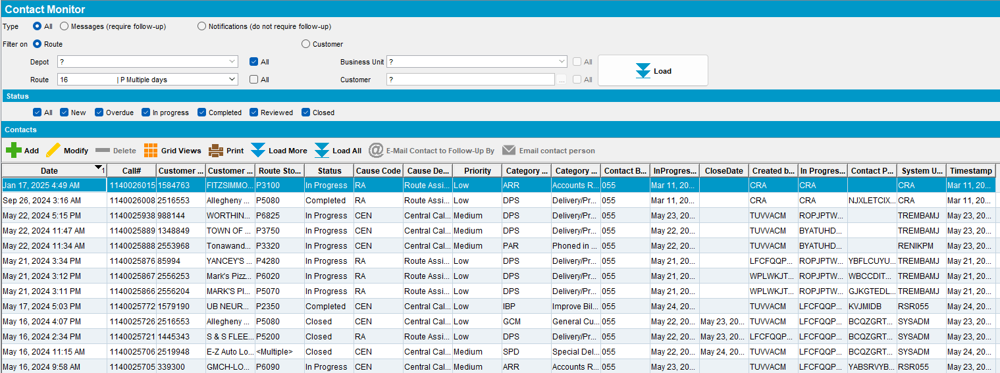 Contact Monitor
Type All Messages (require follow-up) Notifications (do not require follow-up)
Filter on Route Customer
Depot ? All Business Unit ? All Load
Route 16 | P Multiple days All Customer ? ... All
Status
All New Overdue In progress Completed Reviewed Closed
Contacts
Add Modify Delete Grid Views Print Load More Load All @ E-Mail Contact to Follow-Up By Email contact person
Date 1 Call# Customer ... Customer ... Route Sto... Status Cause Code Cause De... Priority Category ... Category ... Contact B... InProgres... CloseDate Created b... In Progres... Contact P... System U... Timestamp
Jan 17, 2025 4:49 AM 1140026015 1584763 FITZSIMMO... P3100 In Progress RA Route Assi... Low ARR Accounts R... 055 Mar 11, 20... CRA CRA CRA Mar 11, 20...
Sep 26, 2024 3:16 AM 1140026008 2516553 Allegheny ... P5080 Completed RA Route Assi... Low DPS Delivery/Pr... 055 Mar 11, 20... CRA CRA NJXLETCIX... CRA Mar 11, 20...
May 22, 2024 5:15 PM 1140025938 988144 WORTHIN... P6825 In Progress CEN Central Cal... Medium DPS Delivery/Pr... 055 May 23, 20... TUVVACM ROPJPTW... TREMBAMJ May 23, 20...
May 22, 2024 11:47 AM 1140025889 1348849 TOWN OF ... P3750 In Progress CEN Central Cal... Medium DPS Delivery/Pr... 055 May 22, 20... TUVVACM BYATUHD... TREMBAMJ May 23, 20...
May 22, 2024 11:34 AM 1140025888 2553968 Tonawand... P3320 In Progress CEN Central Cal... Medium PAR Phoned in ... 055 May 22, 20... TUVVACM BYATUHD... RENIKPM May 23, 20...
May 21, 2024 3:34 PM 1140025876 85994 YANCEY'S ... P4280 In Progress RA Route Assi... Low DPS Delivery/Pr... 055 May 21, 20... LFCFQQP... ROPJPTW... YBFLCUYU... TREMBAMJ May 21, 20...
May 21, 2024 3:12 PM 1140025867 2556253 Mark's Pizz... P6020 In Progress RA Route Assi... Low DPS Delivery/Pr... 055 May 21, 20... WPLWKJT... ROPJPTW... WBCCDIT... TREMBAMJ May 21, 20...
May 21, 2024 3:11 PM 1140025866 2556204 MARK'S PI... P5070 In Progress RA Route Assi... Low DPS Delivery/Pr... 055 May 21, 20... WPLWKJT... ROPJPTW... GJKGTEDL... TREMBAMJ May 21, 20...
May 17, 2024 5:03 PM 1140025772 1579190 UB NEUR... P2350 Completed CEN Central Cal... Low IBP Improve Bil... 055 May 24, 20... TUVVACM LFCFQQP... KVJMIDB RSR055 May 24, 20...
May 16, 2024 4:07 PM 1140025726 2516553 Allegheny ... P5080 Closed CEN Central Cal... Low GCM General Cu... 055 May 22, 20... May 23, 20... TUVVACM LFCFQQP... BCQZGRT... SYSADM May 23, 20...
May 16, 2024 2:34 PM 1140025721 1445343 S & S FLEE... P5200 Closed RA Route Assi... Low DPS Delivery/Pr... 055 May 22, 20... May 23, 20... LFCFQQP... LFCFQQP... BCQZGRT... SYSADM May 23, 20...
May 16, 2024 11:15 AM 1140025706 2519948 E-Z Auto Lo... <Multiple> Closed CEN Central Cal... Medium SPD Special Del... 055 May 22, 20... May 24, 20... TUVVACM LFCFQQP... BCQZGRT... SYSADM May 24, 20...
May 16, 2024 9:58 AM 1140025705 339300 GMCH-LO... P6090 In Progress CEN Central Cal... Medium ARR Accounts R... 055 May 23, 20... TUVVACM LFCFQQP... YABSRVYB... RSR055 May 23, 20...